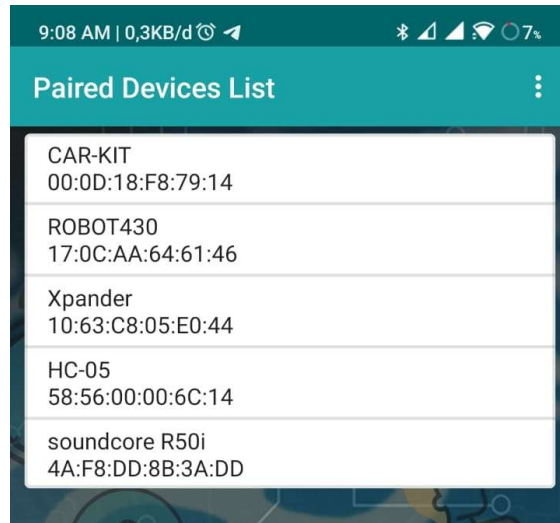 9:08 AM | 0,3KB/d 7%
Paired Devices List
CAR-KIT
00:0D:18:F8:79:14
ROBOT430
17:0C:AA:64:61:46
Xpander
10:63:C8:05:E0:44
HC-05
58:56:00:00:6C:14
soundcore R50i
4A:F8:DD:8B:3A:DD